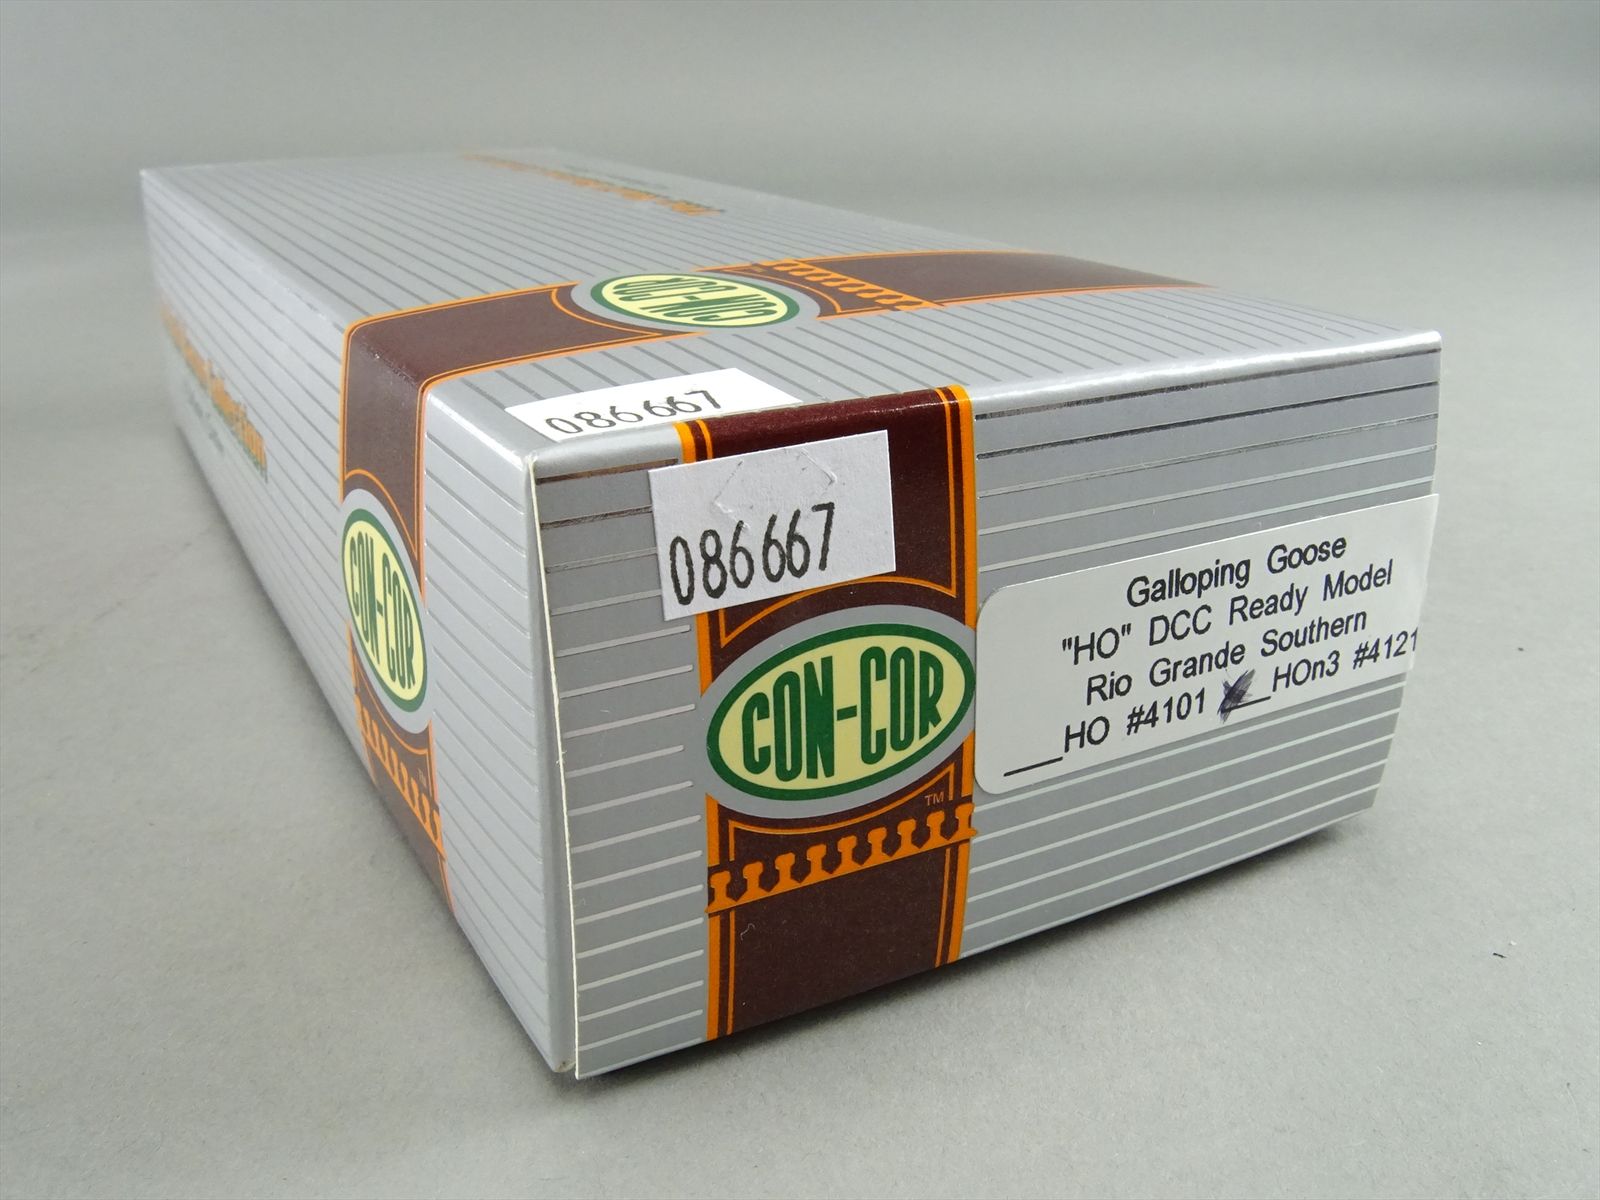 CON-COR
086667
086667
CON-COR
CON-COR
TM
Galloping Goose
"HO" DCC Ready Model
Rio Grande Southern
___HO #4101 ___HOn3 #4121